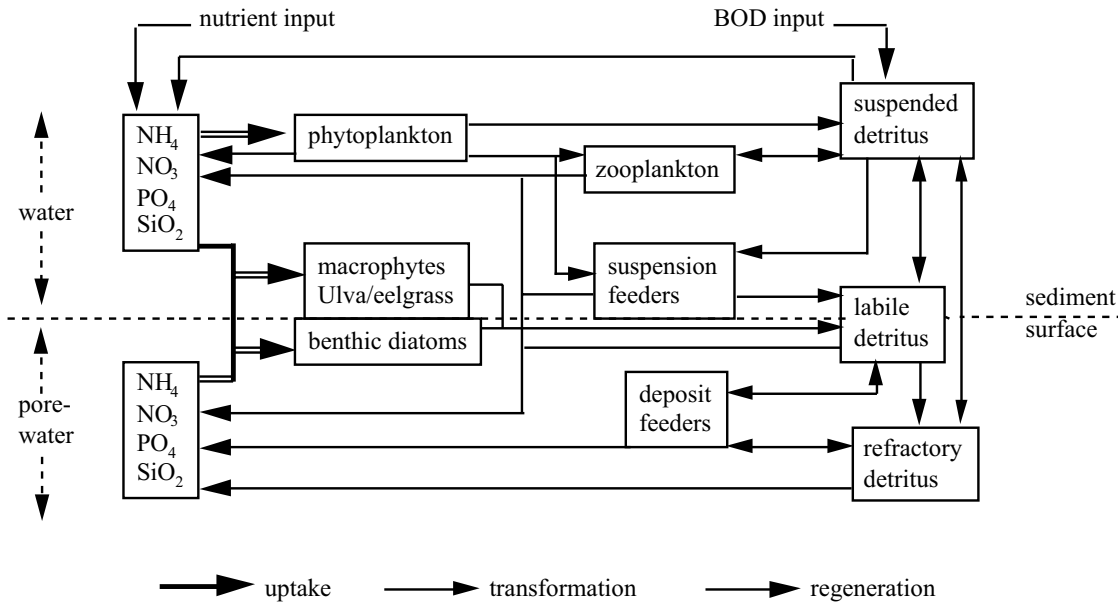 nutrient input
BOD input
NH4
NO3
PO4
SiO2
phytoplankton
suspended
detritus
zooplankton
water
macrophytes
Ulva/eelgrass
suspension
feeders
labile
detritus
sediment
surface
benthic diatoms
pore-
water
NH4
NO3
PO4
SiO2
deposit
feeders
refractory
detritus
uptake
transformation
regeneration